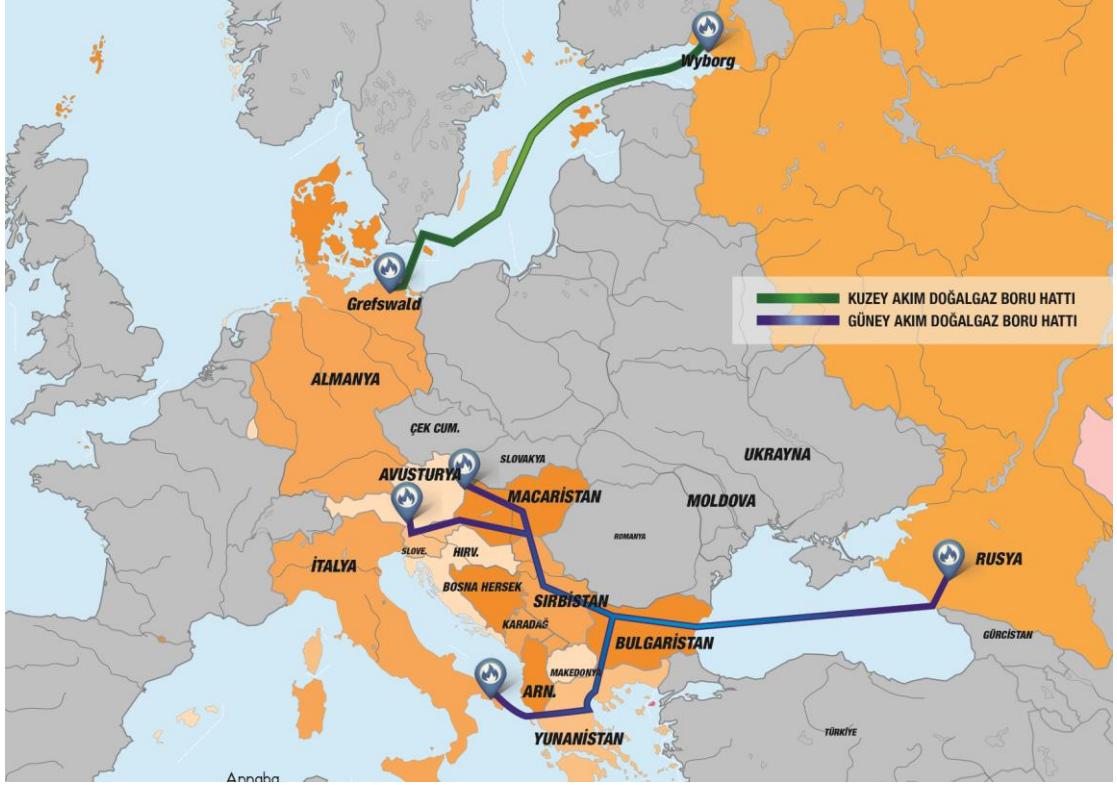 Wyborg
Grefswald
KUZEY AKIM DOĞALGAZ BORU HATTI
GÜNEY AKIM DOĞALGAZ BORU HATTI
ALMANYA
ÇEK CUM.
UKRAYNA
SLOVAKYA
AVUSTURYA
MACARİSTAN
MOLDOVA
ROMANYA
SLOVE.
HIRV.
İTALYA
RUSYA
BOSNA HERSEK
SIRBİSTAN
KARADAĞ
BULGARİSTAN
GÜRCİSTAN
MAKEDONYA
ARN.
YUNANİSTAN
TÜRKİYE
Annaba